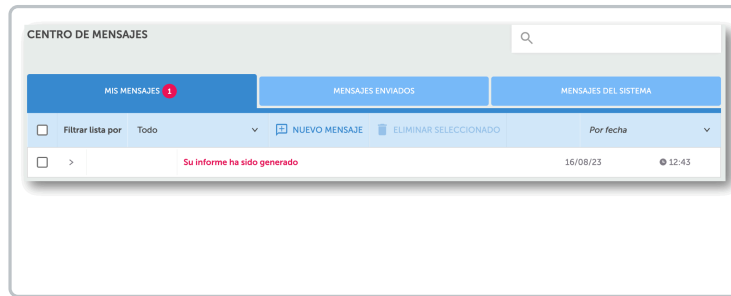 CENTRO DE MENSAJES
MIS MENSAJES 1
MENSAJES ENVIADOS
MENSAJES DEL SISTEMA
Filtrar lista por Todo NUEVO MENSAJE ELIMINAR SELECCIONADO Por fecha
> Su informe ha sido generado 16/08/23 12:43